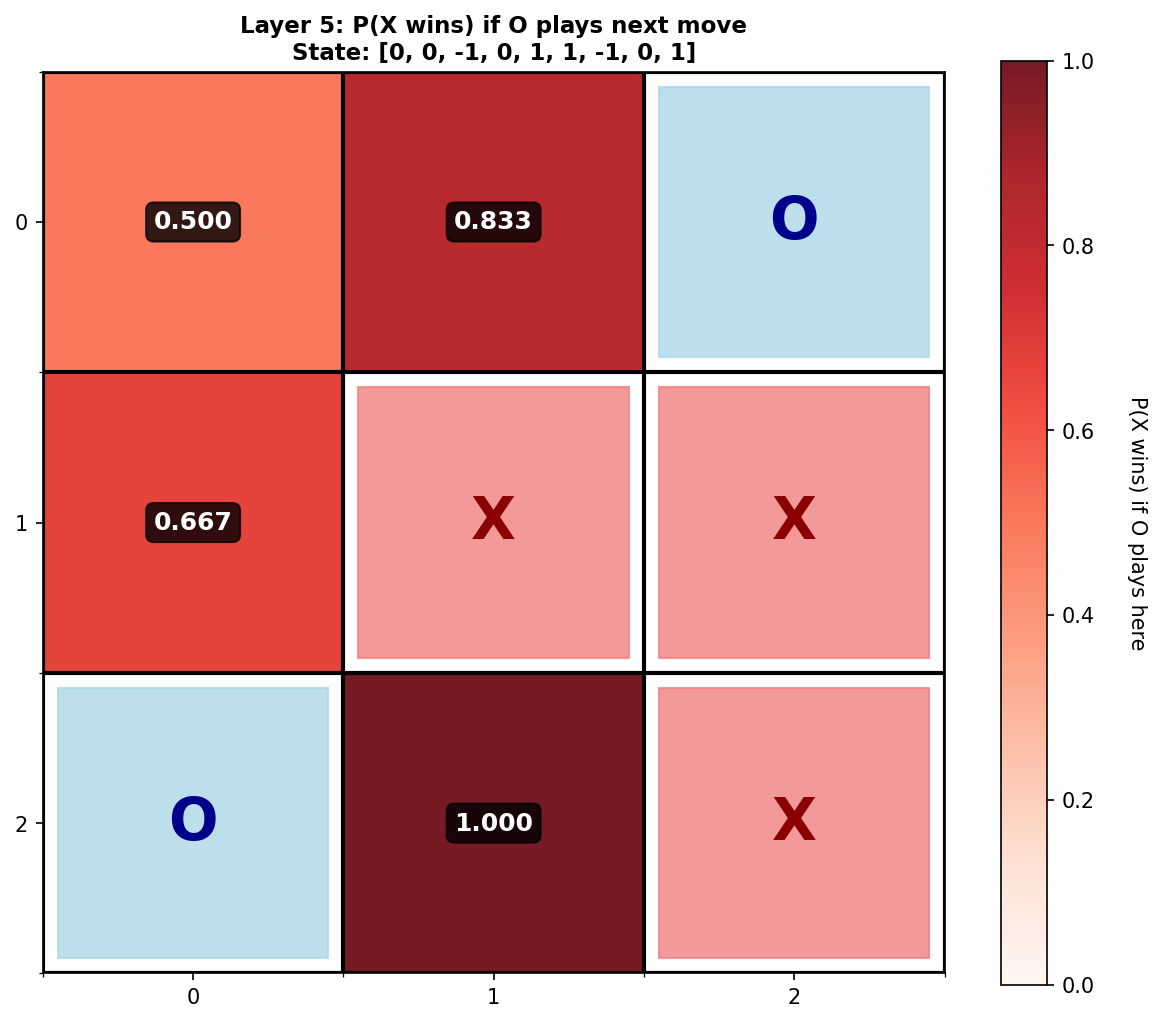 Layer 5: P(X wins) if O plays next move
State: [0, 0, -1, 0, 1, 1, -1, 0, 1]
0
0.500
0.833
O
1
0.667
X
X
2
O
1.000
X
0
1
2
1.0
0.8
0.6
0.4
0.2
0.0
P(X wins) if O plays here